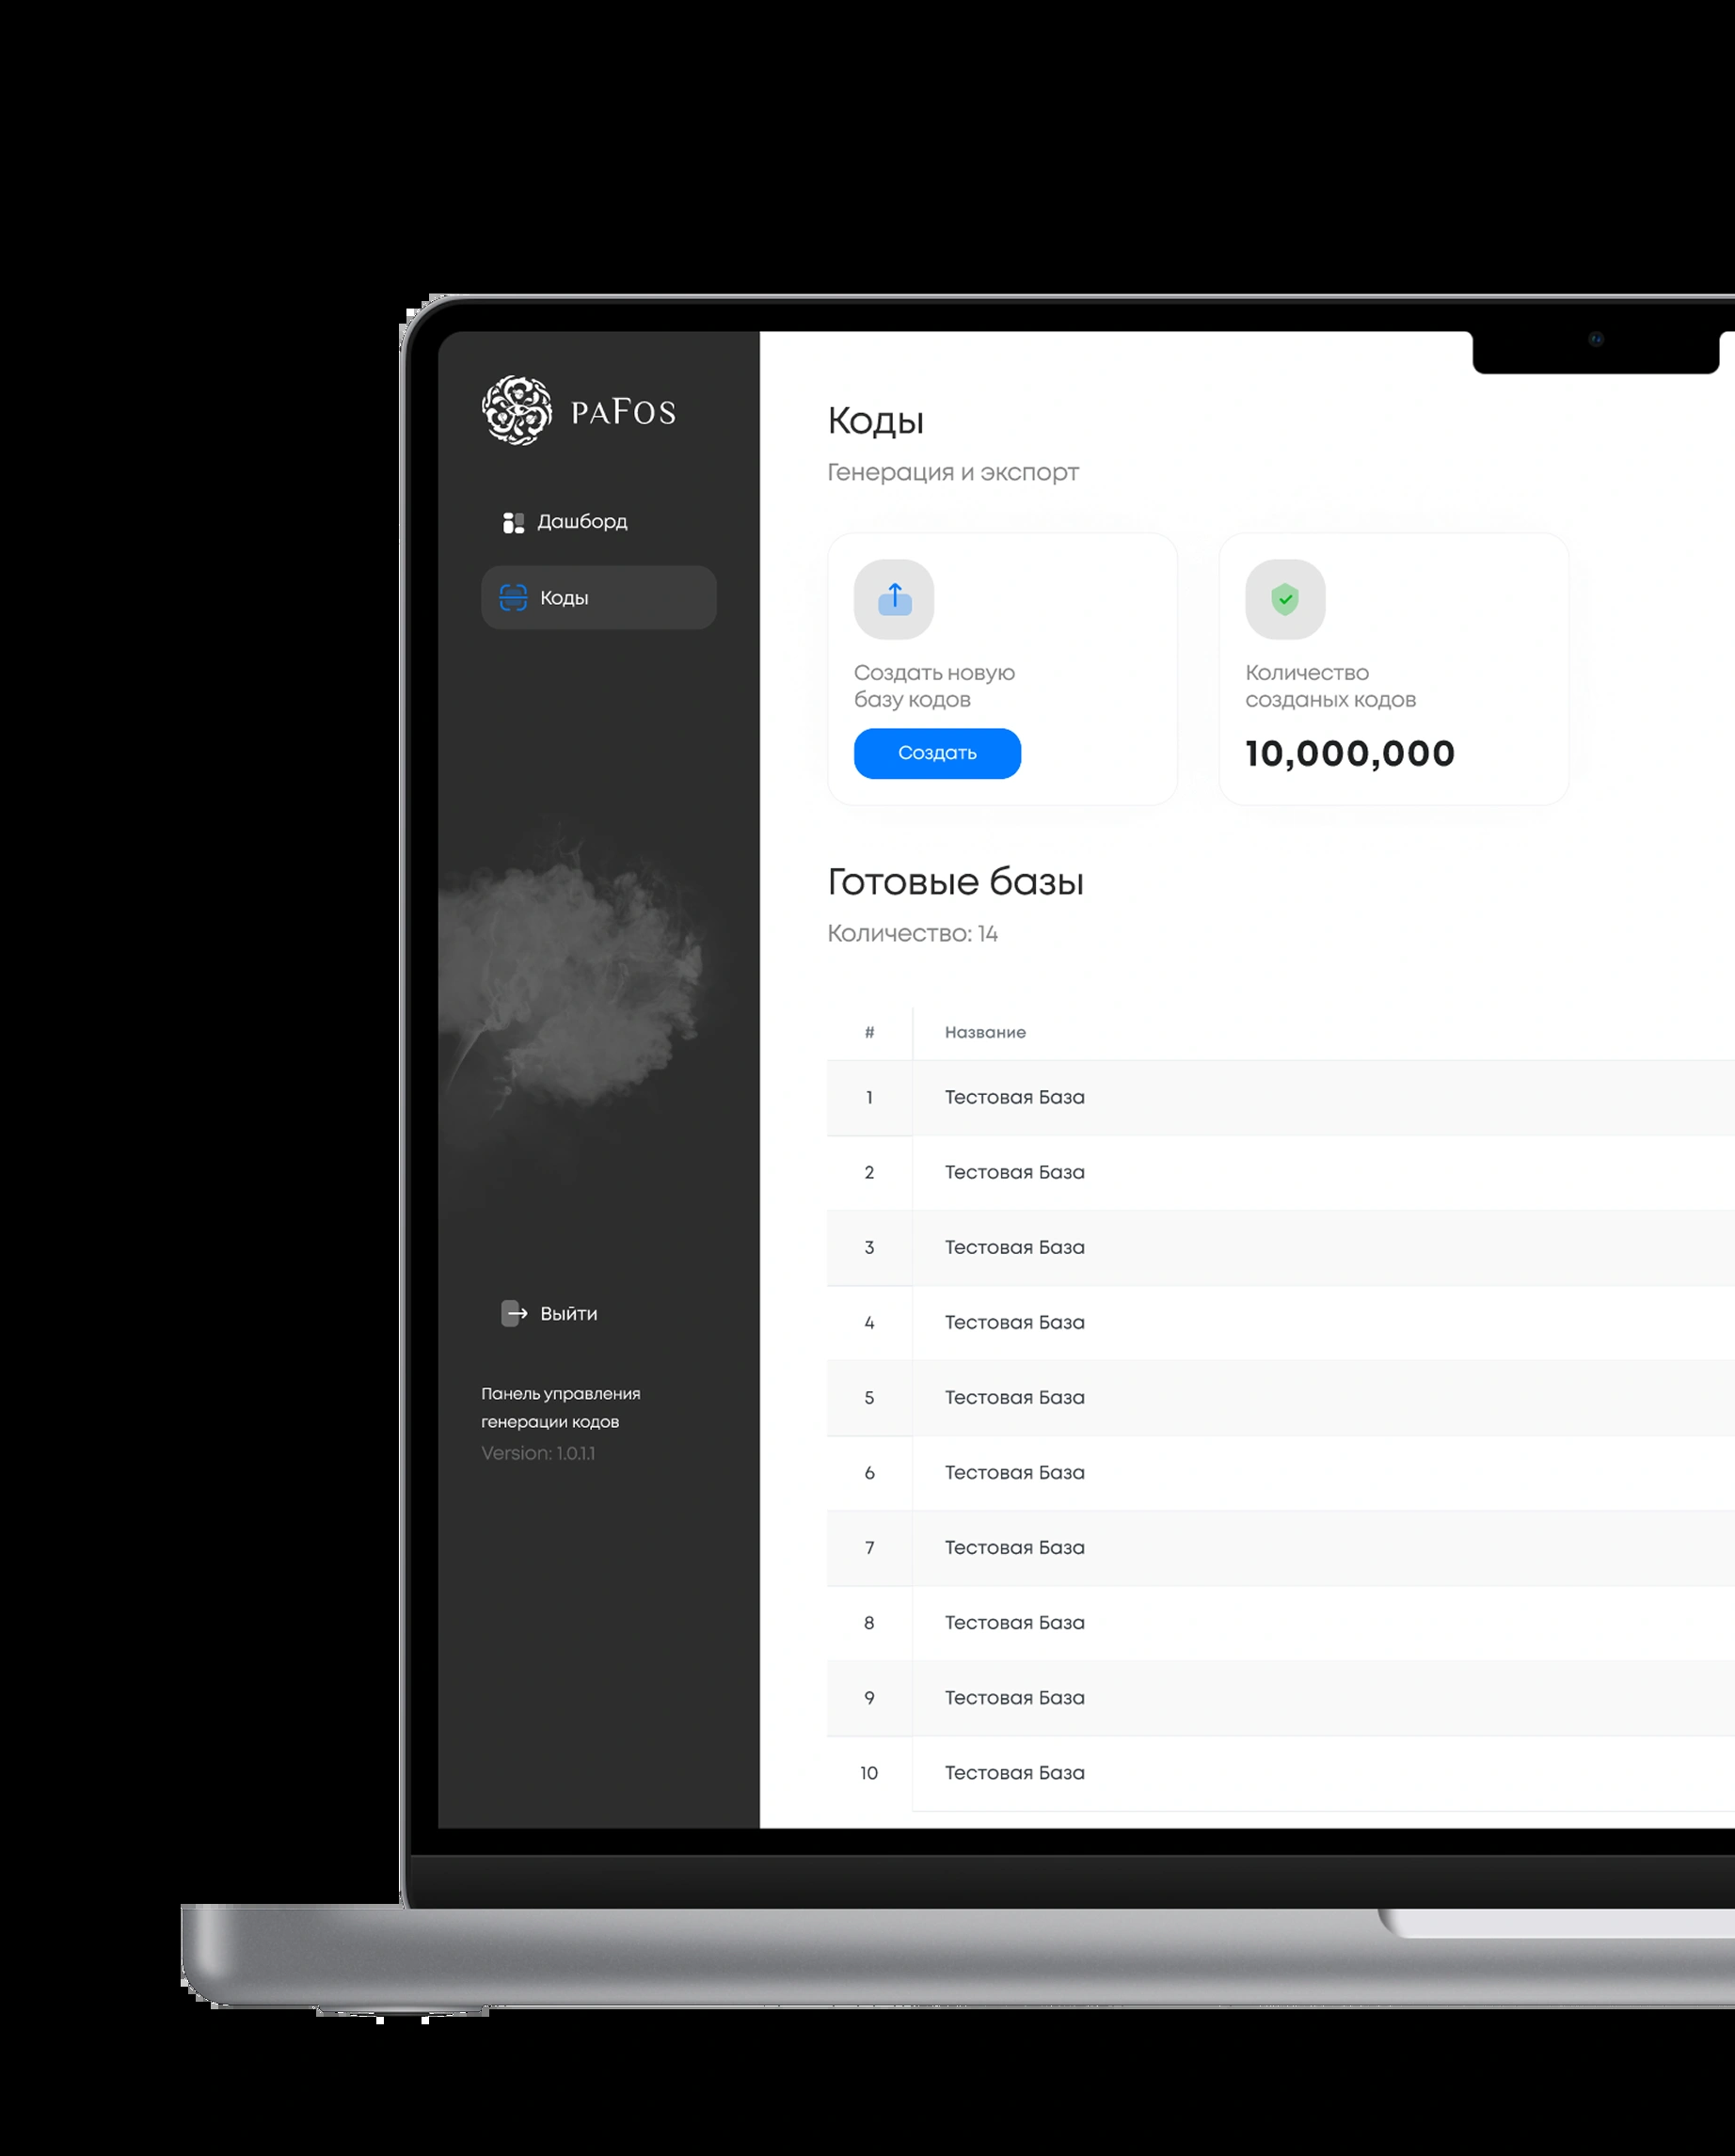 PAFOS
Дашборд
Коды
Выйти
Панель управления
генерации кодов
Version: 1.0.1.1
Коды
Генерация и экспорт
Создать новую
базу кодов
Создать
Количество
созданых кодов
10,000,000
Готовые базы
Количество: 14
# Название
1 Тестовая База
2 Тестовая База
3 Тестовая База
4 Тестовая База
5 Тестовая База
6 Тестовая База
7 Тестовая База
8 Тестовая База
9 Тестовая База
10 Тестовая База